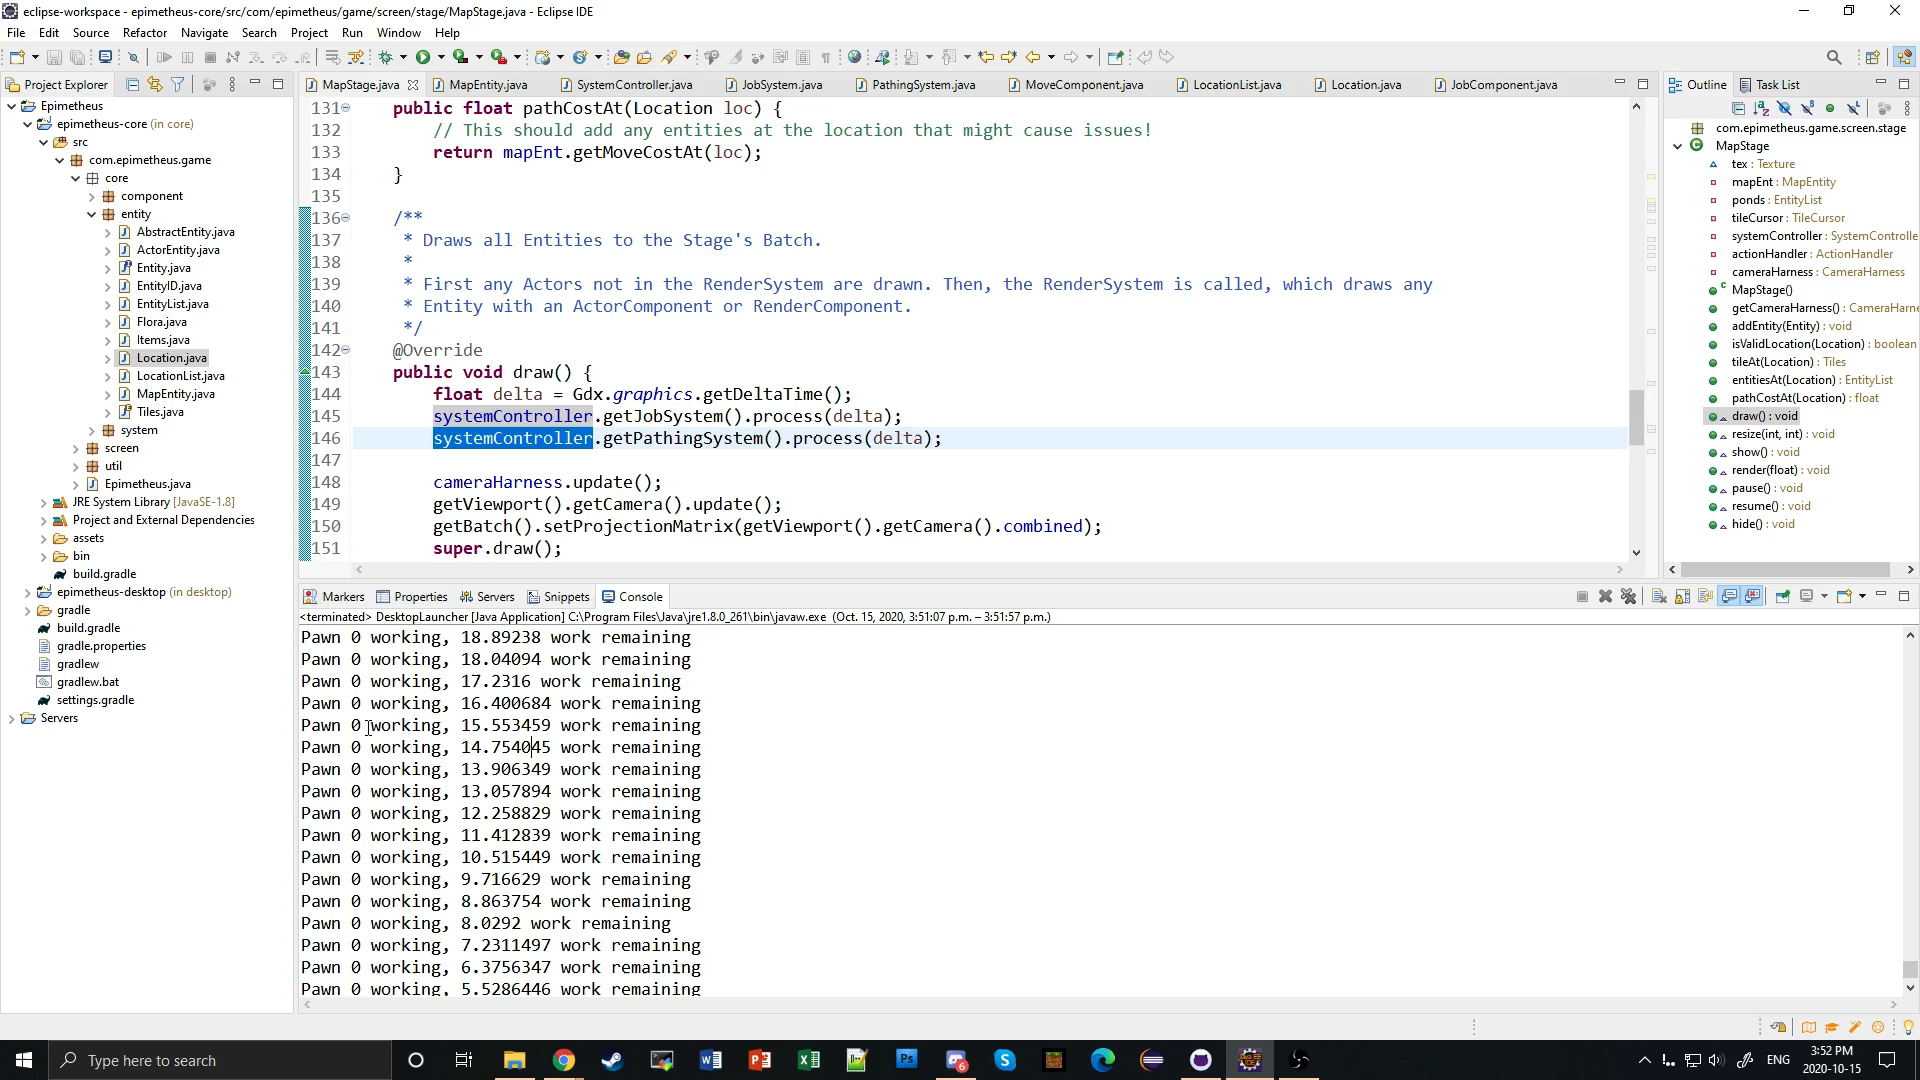 eclipse-workspace - epimetheus-core/src/com/epimetheus/game/screen/stage/MapStage.java - Eclipse IDE
File Edit Source Refactor Navigate Search Project Run Window Help
Project Explorer
Epimetheus
epimetheus-core (in core)
src
com.epimetheus.game
core
component
entity
AbstractEntity.java
ActorEntity.java
Entity.java
EntityID.java
EntityList.java
Flora.java
Items.java
Location.java
LocationList.java
MapEntity.java
Tiles.java
system
screen
util
Epimetheus.java
JRE System Library [JavaSE-1.8]
Project and External Dependencies
assets
bin
build.gradle
epimetheus-desktop (in desktop)
gradle
build.gradle
gradle.properties
gradlew
gradlew.bat
settings.gradle
Servers
MapStage.java MapEntity.java SystemController.java JobSystem.java PathingSystem.java MoveComponent.java LocationList.java Location.java JobComponent.java
131 public float pathCostAt(Location loc) {
132 // This should add any entities at the location that might cause issues!
133 return mapEnt.getMoveCostAt(loc);
134 }
135
136 /**
137 * Draws all Entities to the Stage's Batch.
138 *
139 * First any Actors not in the RenderSystem are drawn. Then, the RenderSystem is called, which draws any
140 * Entity with an ActorComponent or RenderComponent.
141 */
142 @Override
143 public void draw() {
144 float delta = Gdx.graphics.getDeltaTime();
145 systemController.getJobSystem().process(delta);
146 systemController.getPathingSystem().process(delta);
147
148 cameraHarness.update();
149 getViewport().getCamera().update();
150 getBatch().setProjectionMatrix(getViewport().getCamera().combined);
151 super.draw();
Outline Task List
com.epimetheus.game.screen.stage
MapStage
tex : Texture
mapEnt : MapEntity
ponds : EntityList
tileCursor : TileCursor
systemController : SystemControlle
actionHandler : ActionHandler
cameraHarness : CameraHarness
MapStage()
getCameraHarness() : CameraHarne
addEntity(Entity) : void
isValidLocation(Location) : boolean
tileAt(Location) : Tiles
entitiesAt(Location) : EntityList
pathCostAt(Location) : float
draw() : void
resize(int, int) : void
show() : void
render(float) : void
pause() : void
resume() : void
hide() : void
Markers Properties Servers Snippets Console
<terminated> DesktopLauncher [Java Application] C:\Program Files\Java\jre1.8.0_261\bin\javaw.exe (Oct. 15, 2020, 3:51:07 p.m. – 3:51:57 p.m.)
Pawn 0 working, 18.89238 work remaining
Pawn 0 working, 18.04094 work remaining
Pawn 0 working, 17.2316 work remaining
Pawn 0 working, 16.400684 work remaining
Pawn 0 working, 15.553459 work remaining
Pawn 0 working, 14.754045 work remaining
Pawn 0 working, 13.906349 work remaining
Pawn 0 working, 13.057894 work remaining
Pawn 0 working, 12.258829 work remaining
Pawn 0 working, 11.412839 work remaining
Pawn 0 working, 10.515449 work remaining
Pawn 0 working, 9.716629 work remaining
Pawn 0 working, 8.863754 work remaining
Pawn 0 working, 8.0292 work remaining
Pawn 0 working, 7.2311497 work remaining
Pawn 0 working, 6.3756347 work remaining
Pawn 0 working, 5.5286446 work remaining
Type here to search
ENG
3:52 PM
2020-10-15